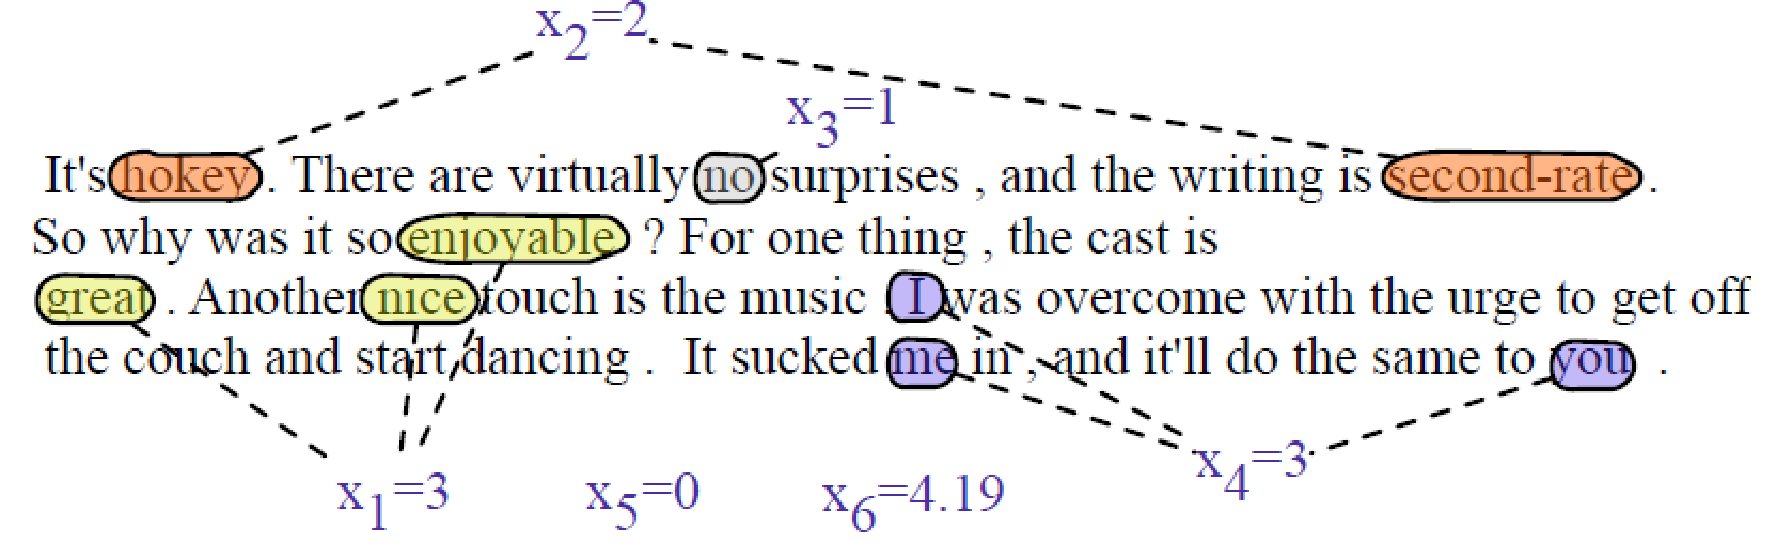 x2=2
x3=1
It's hokey . There are virtually no surprises , and the writing is second-rate .
So why was it so enjoyable ? For one thing , the cast is
great . Another nice touch is the music . I was overcome with the urge to get off
the couch and start dancing . It sucked me in , and it'll do the same to you .
x1=3 x5=0 x6=4.19 x4=3